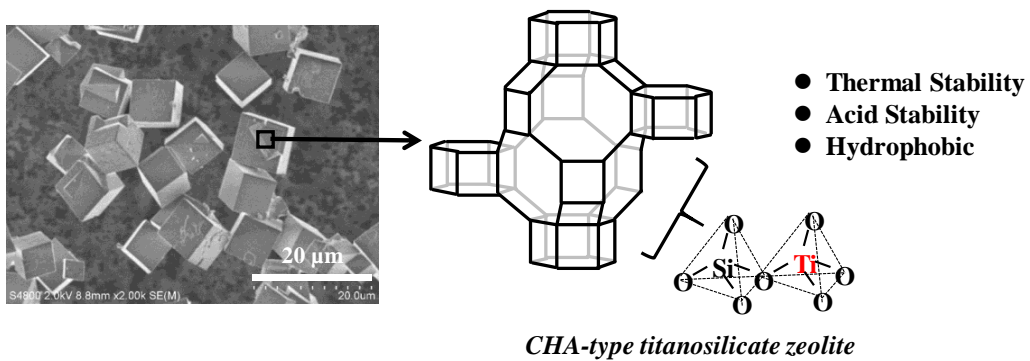 ● Thermal Stability
● Acid Stability
● Hydrophobic
20 μm
S4800 2.0kV 8.8mm x2.00k SE(M)
20.0um
O
O
Si
Ti
O
O
O
O
O
CHA-type titanosilicate zeolite